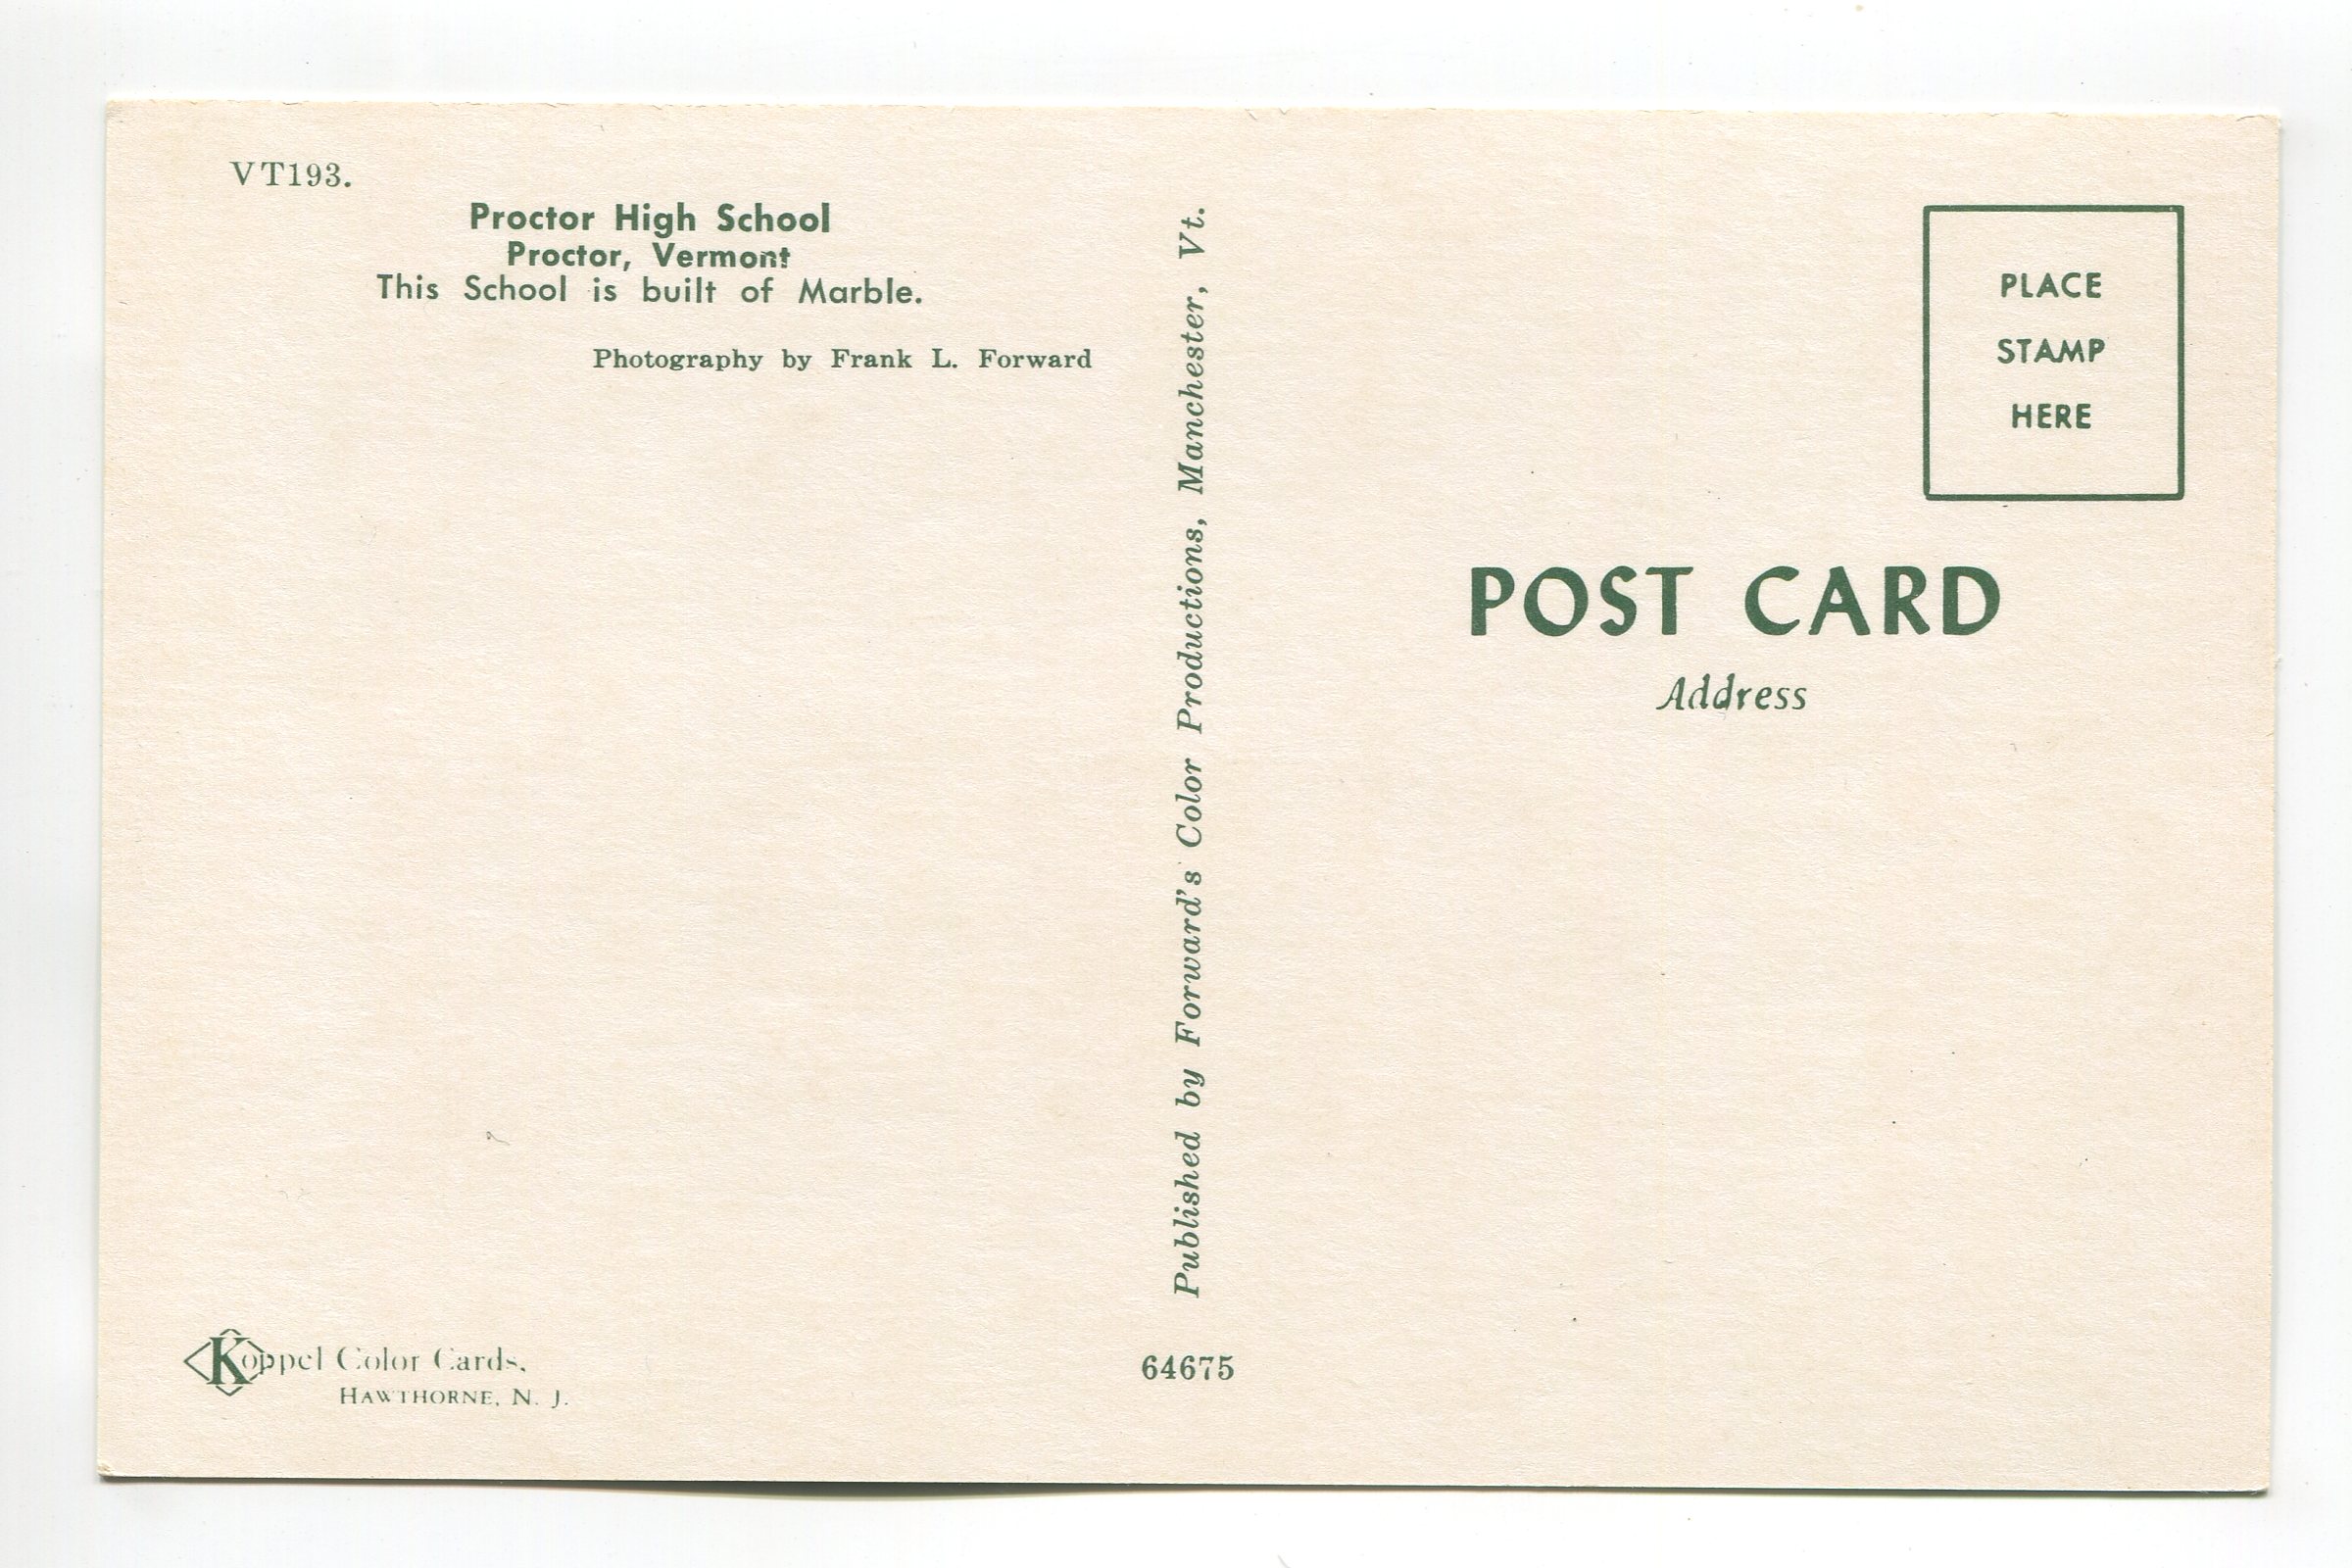 VT193.
Proctor High School
Proctor, Vermont
This School is built of Marble.
Photography by Frank L. Forward
Koppel Color Cards,
HAWTHORNE, N. J.
Published by Forward's Color Productions, Manchester, Vt.
64675
PLACE
STAMP
HERE
POST CARD
Address